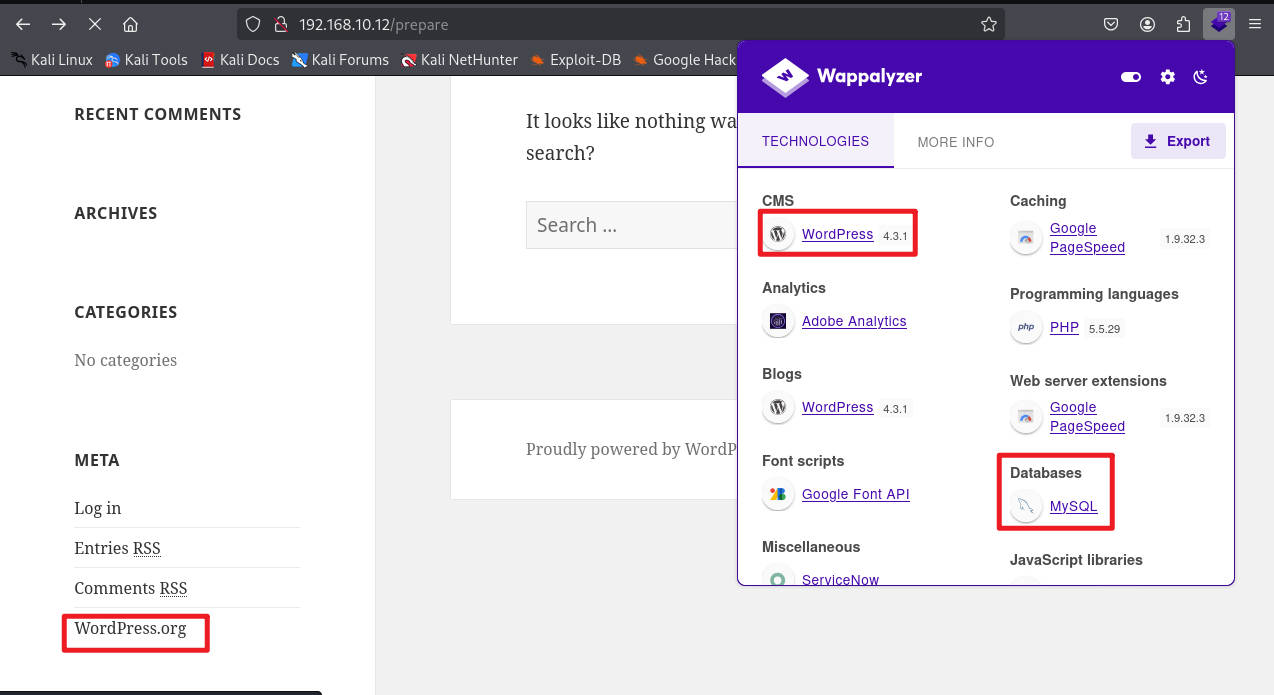 192.168.10.12/prepare
12
Kali Linux Kali Tools Kali Docs Kali Forums Kali NetHunter Exploit-DB Google Hack
RECENT COMMENTS
ARCHIVES
CATEGORIES
No categories
META
Log in
Entries RSS
Comments RSS
WordPress.org
It looks like nothing wa
search?
Search ...
Proudly powered by WordP
Wappalyzer
TECHNOLOGIES MORE INFO Export
CMS
WordPress 4.3.1
Analytics
Adobe Analytics
Blogs
WordPress 4.3.1
Font scripts
Google Font API
Miscellaneous
ServiceNow
Caching
Google
PageSpeed 1.9.32.3
Programming languages
php PHP 5.5.29
Web server extensions
Google
PageSpeed 1.9.32.3
Databases
MySQL
JavaScript libraries